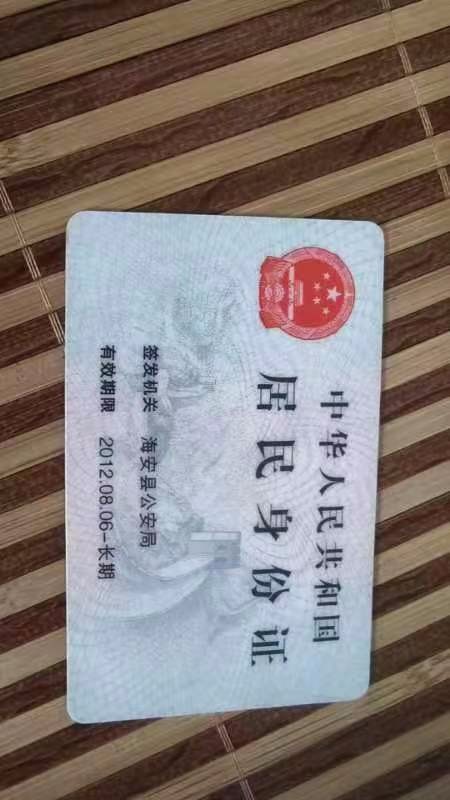 中华人民共和国
居民身份证
签发机关 海安县公安局
有效期限 2012.08.06-长期